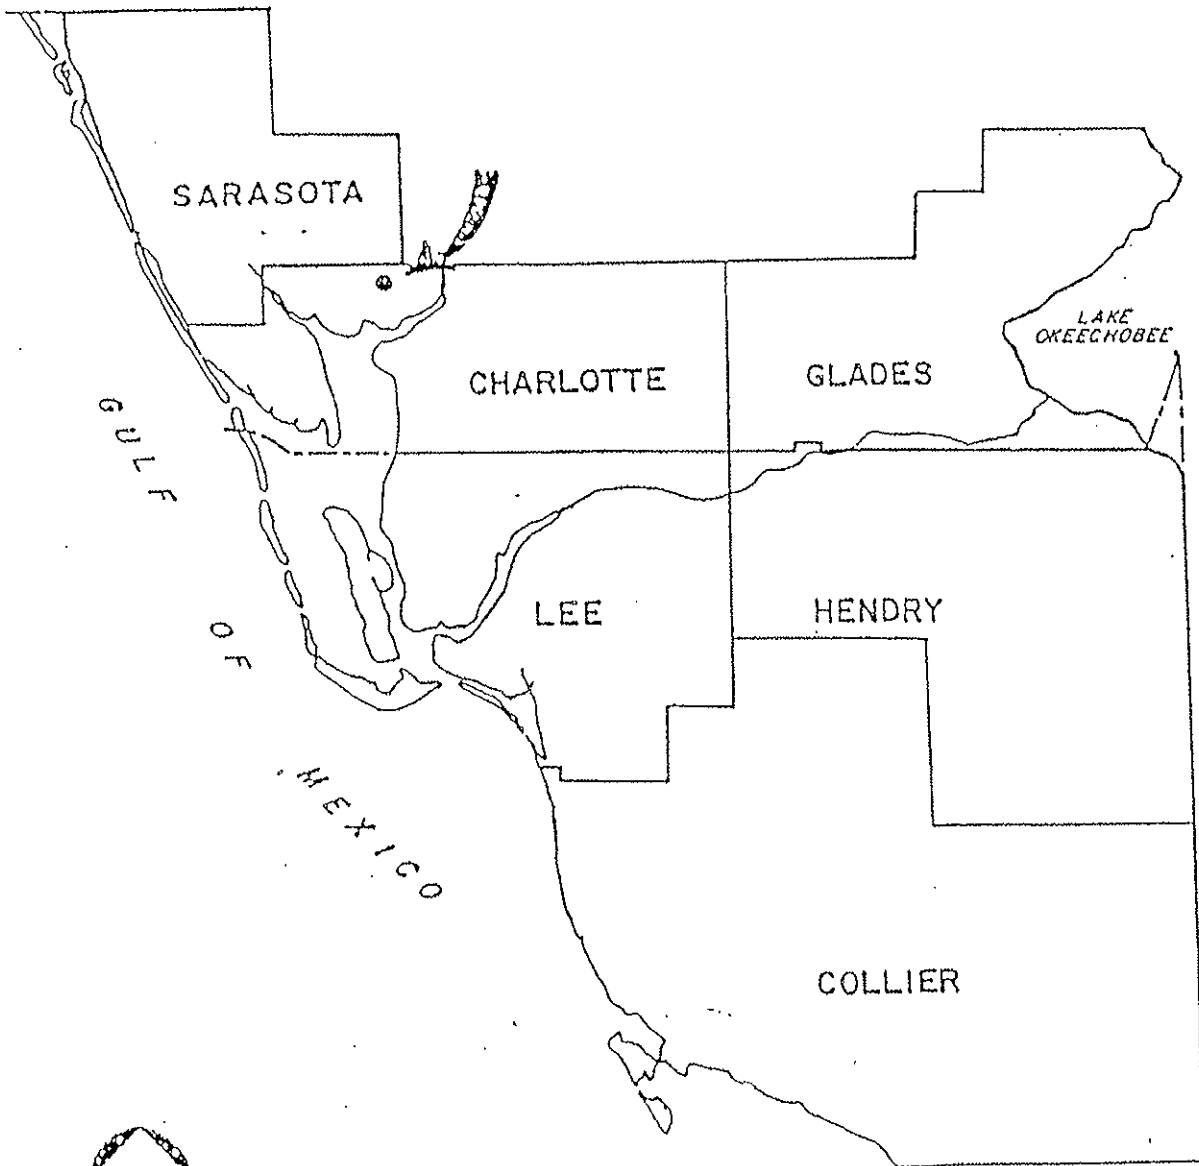 SARASOTA
LAKE
OKEECHOBEE
CHARLOTTE
GLADES
GULF
OF
MEXICO
LEE
HENDRY
COLLIER